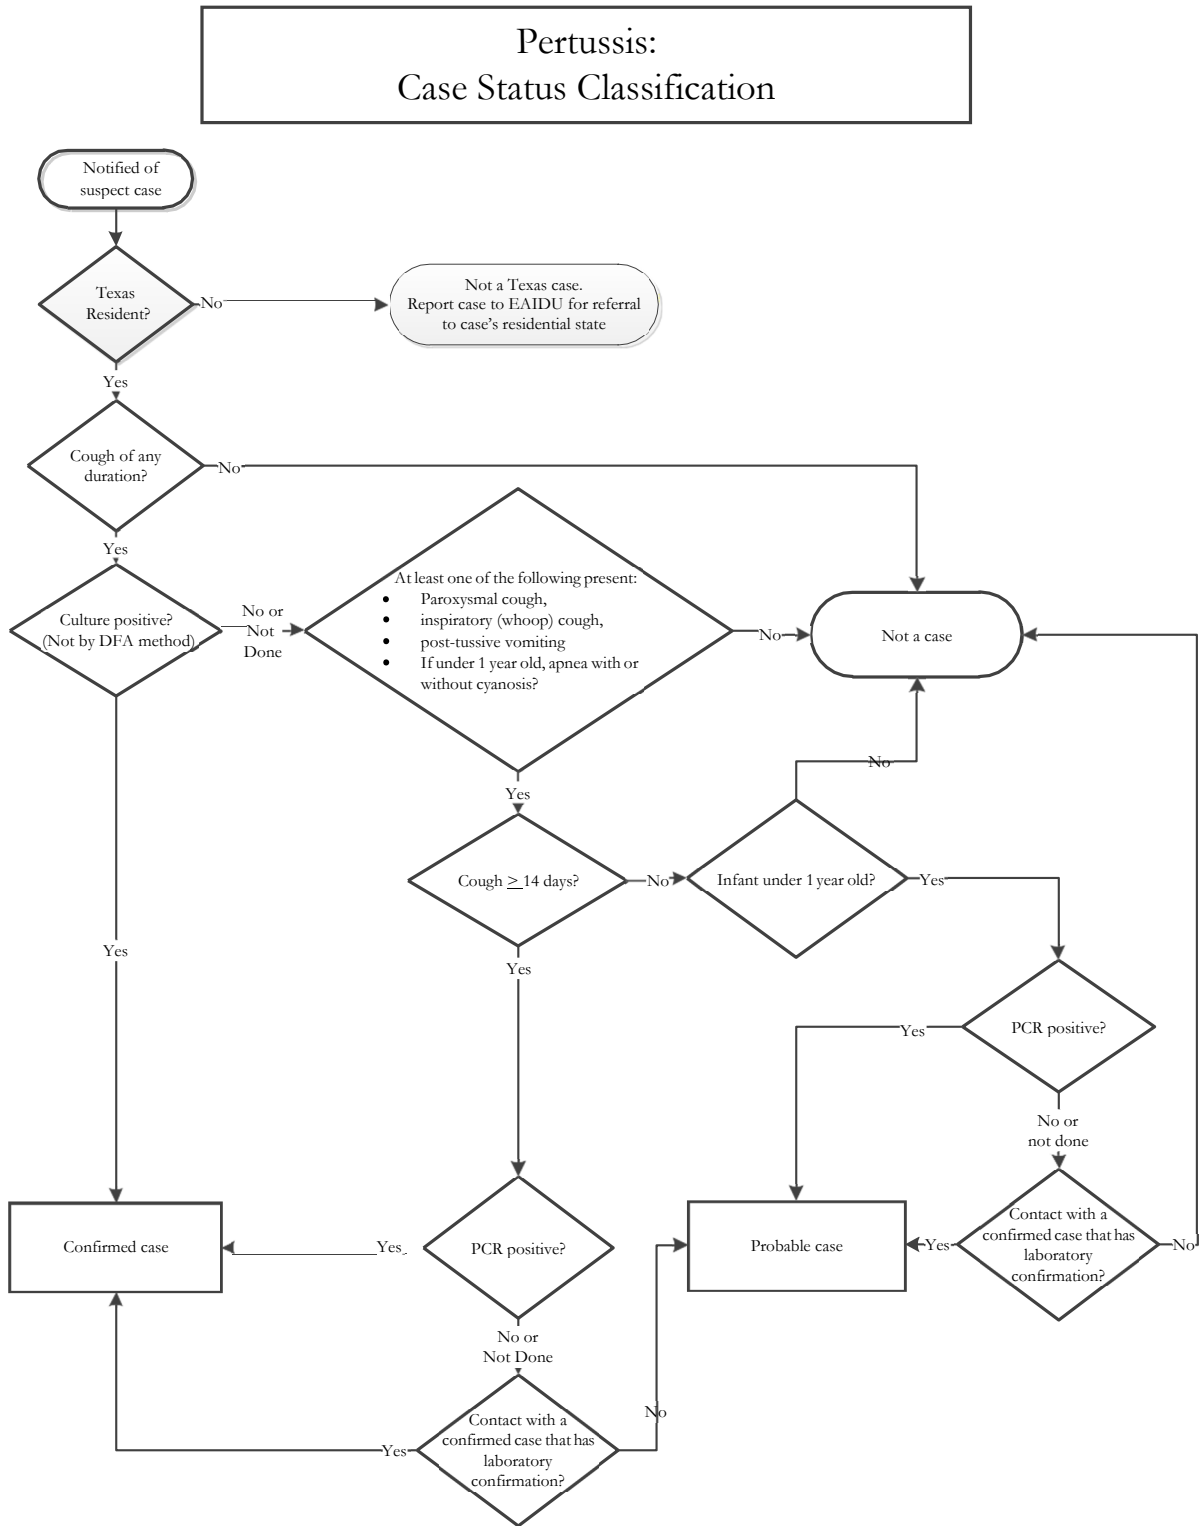 Pertussis:
Case Status Classification
Notified of
suspect case
Texas
Resident?
No
Not a Texas case.
Report case to EAIDU for referral
to case's residential state
Yes
Cough of any
duration?
No
Yes
Culture positive?
(Not by DFA method)
No or
Not
Done
At least one of the following present:
• Paroxysmal cough,
• inspiratory (whoop) cough,
• post-tussive vomiting
• If under 1 year old, apnea with or
without cyanosis?
No
Not a case
Yes
No
Cough > 14 days?
No
Infant under 1 year old?
Yes
Yes
Yes
PCR positive?
Yes
No or
not done
Confirmed case
Yes
PCR positive?
Probable case
Yes
Contact with a
confirmed case that has
laboratory
confirmation?
No
No or
Not Done
No
Contact with a
confirmed case that has
laboratory
confirmation?
Yes